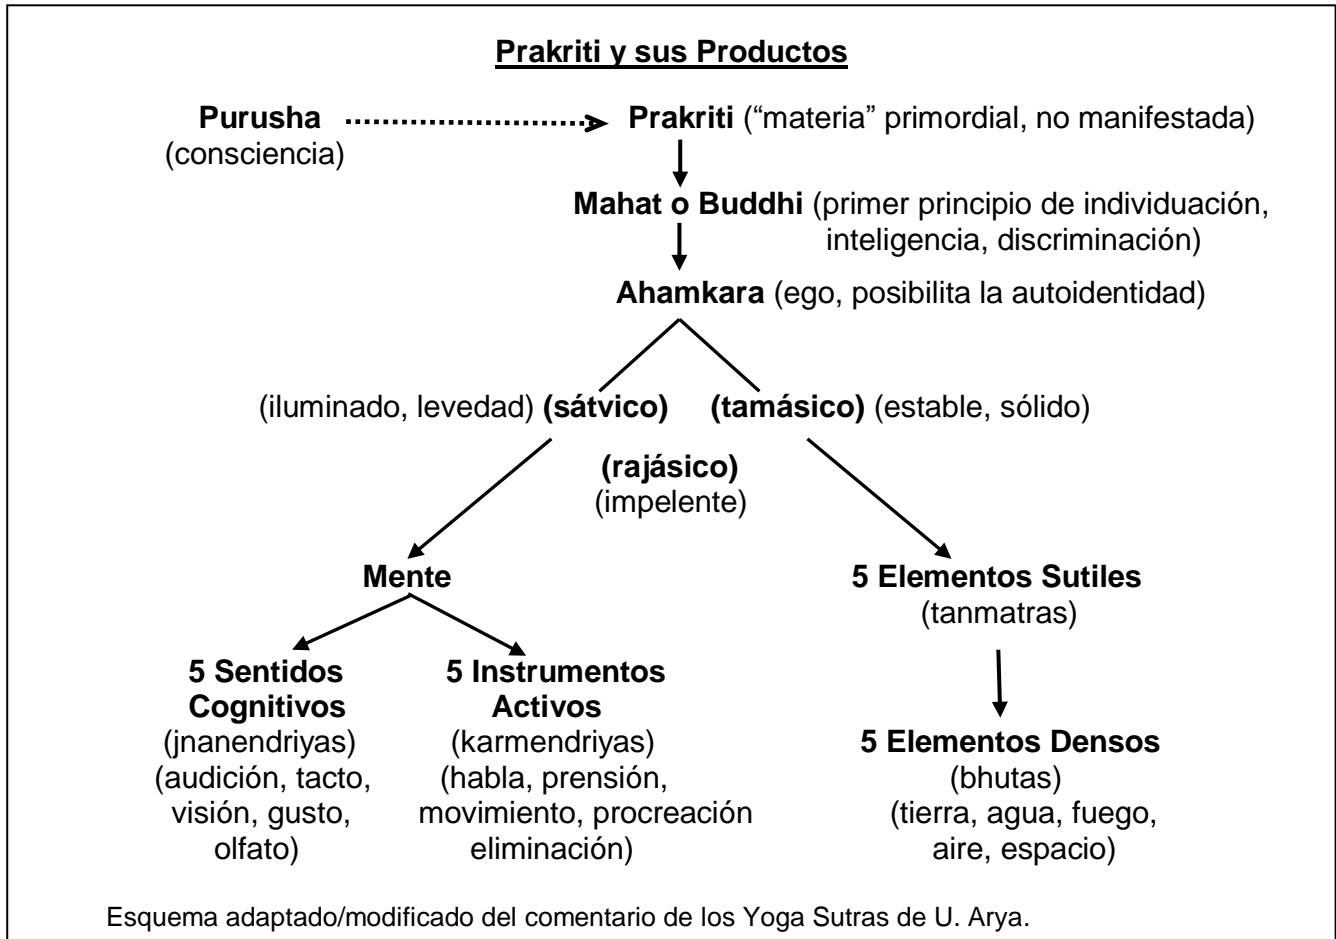 Prakriti y sus Productos
Purusha Prakriti (“materia” primordial, no manifestada)
(consciencia)
Mahat o Buddhi (primer principio de individuación,
inteligencia, discriminación)
Ahamkara (ego, posibilita la autoidentidad)
(iluminado, levedad) (sátvico) (tamásico) (estable, sólido)
(rajásico)
(impelente)
Mente
5 Sentidos
Cognitivos
(jnanendriyas)
(audición, tacto,
visión, gusto,
olfato)
5 Instrumentos
Activos
(karmendriyas)
(habla, prensión,
movimiento, procreación
eliminación)
5 Elementos Sutiles
(tanmatras)
5 Elementos Densos
(bhutas)
(tierra, agua, fuego,
aire, espacio)
Esquema adaptado/modificado del comentario de los Yoga Sutras de U. Arya.